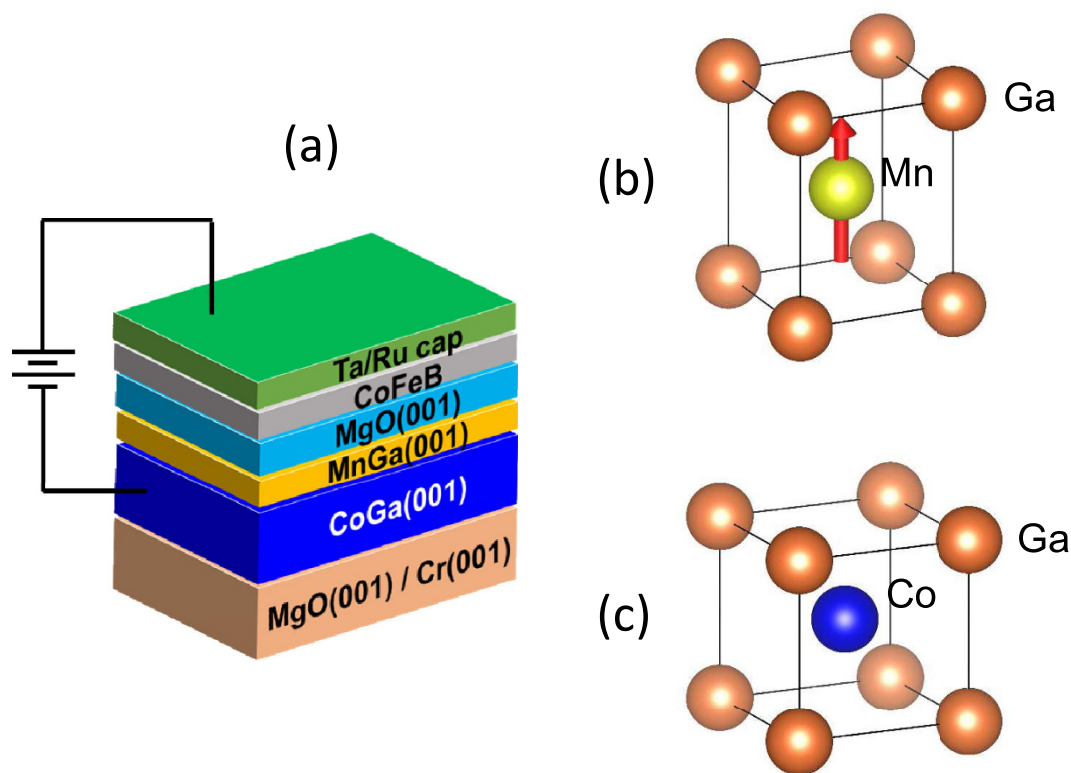 (a)
Ta/Ru cap
CoFeB
MgO(001)
MnGa(001)
CoGa(001)
MgO(001) / Cr(001)
(b)
Ga
Mn
(c)
Ga
Co